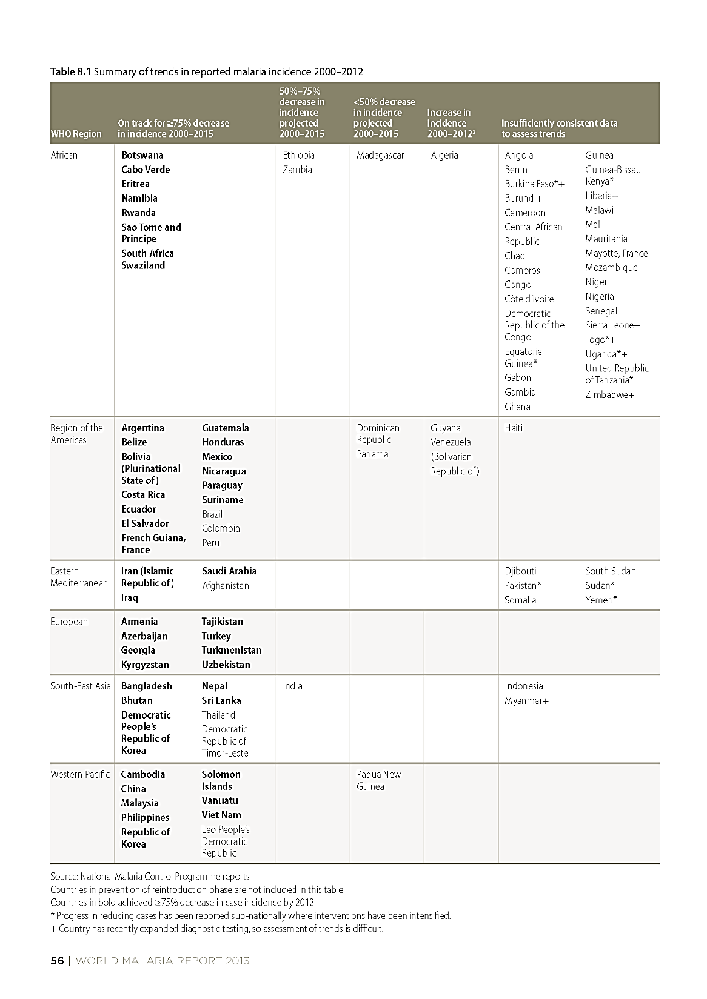 Table 8.1 Summary of trends in reported malaria incidence 2000–2012
WHO Region
On track for ≥75% decrease
in incidence 2000–2015
50%–75%
decrease in
incidence
projected
2000–2015
<50% decrease
in incidence
projected
2000–2015
Increase in
incidence
2000–2012²
Insufficiently consistent data
to assess trends
African
Botswana
Cabo Verde
Eritrea
Namibia
Rwanda
Sao Tome and
Principe
South Africa
Swaziland
Ethiopia
Zambia
Madagascar
Algeria
Angola
Benin
Burkina Faso*+
Burundi+
Cameroon
Central African
Republic
Chad
Comoros
Congo
Côte d’Ivoire
Democratic
Republic of the
Congo
Equatorial
Guinea*
Gabon
Gambia
Ghana
Guinea
Guinea-Bissau
Kenya*
Liberia+
Malawi
Mali
Mauritania
Mayotte, France
Mozambique
Niger
Nigeria
Senegal
Sierra Leone+
Togo*+
Uganda*+
United Republic
of Tanzania*
Zimbabwe+
Region of the
Americas
Argentina
Belize
Bolivia
(Plurinational
State of)
Costa Rica
Ecuador
El Salvador
French Guiana,
France
Guatemala
Honduras
Mexico
Nicaragua
Paraguay
Suriname
Brazil
Colombia
Peru
Dominican
Republic
Panama
Guyana
Venezuela
(Bolivarian
Republic of)
Haiti
Eastern
Mediterranean
Iran (Islamic
Republic of)
Iraq
Saudi Arabia
Afghanistan
Djibouti
Pakistan*
Somalia
South Sudan
Sudan*
Yemen*
European
Armenia
Azerbaijan
Georgia
Kyrgyzstan
Tajikistan
Turkey
Turkmenistan
Uzbekistan
South-East Asia
Bangladesh
Bhutan
Democratic
People’s
Republic of
Korea
Nepal
Sri Lanka
Thailand
Democratic
Republic of
Timor-Leste
India
Indonesia
Myanmar+
Western Pacific
Cambodia
China
Malaysia
Philippines
Republic of
Korea
Solomon
Islands
Vanuatu
Viet Nam
Lao People’s
Democratic
Republic
Papua New
Guinea
Source: National Malaria Control Programme reports
Countries in prevention of reintroduction phase are not included in this table
Countries in bold achieved ≥75% decrease in case incidence by 2012
* Progress in reducing cases has been reported sub-nationally where interventions have been intensified.
+ Country has recently expanded diagnostic testing, so assessment of trends is difficult.
56 | WORLD MALARIA REPORT 2013